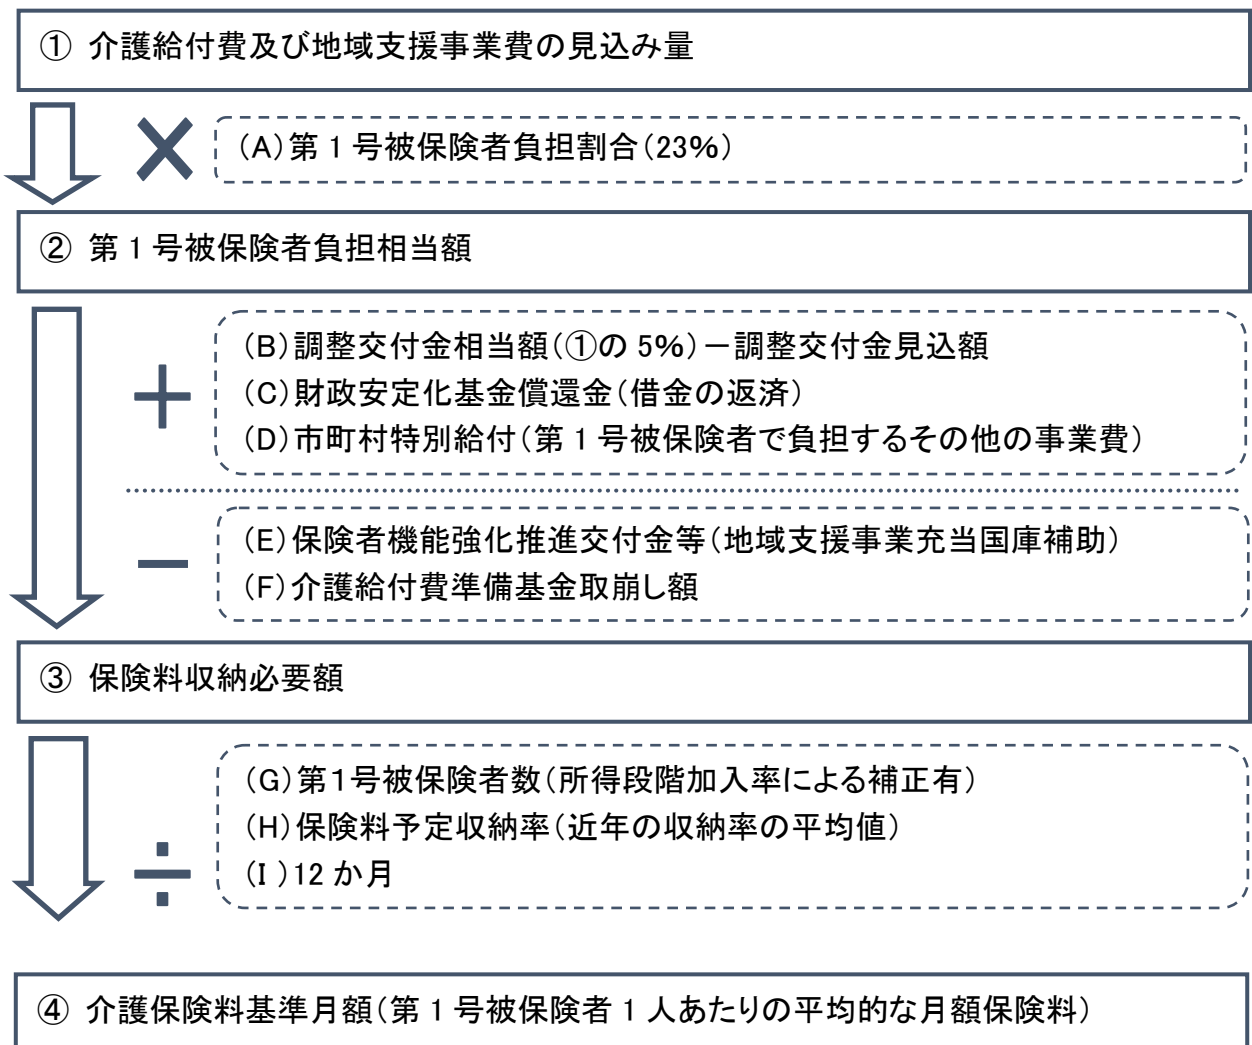 ① 介護給付費及び地域支援事業費の見込み量
×
(A)第1号被保険者負担割合(23%)
② 第1号被保険者負担相当額
+
(B)調整交付金相当額(①の5%)-調整交付金見込額
(C)財政安定化基金償還金(借金の返済)
(D)市町村特別給付(第1号被保険者で負担するその他の事業費)
-
(E)保険者機能強化推進交付金等(地域支援事業充当国庫補助)
(F)介護給付費準備基金取崩し額
③ 保険料収納必要額
÷
(G)第1号被保険者数(所得段階加入率による補正有)
(H)保険料予定収納率(近年の収納率の平均値)
(I)12か月
④ 介護保険料基準月額(第1号被保険者1人あたりの平均的な月額保険料)